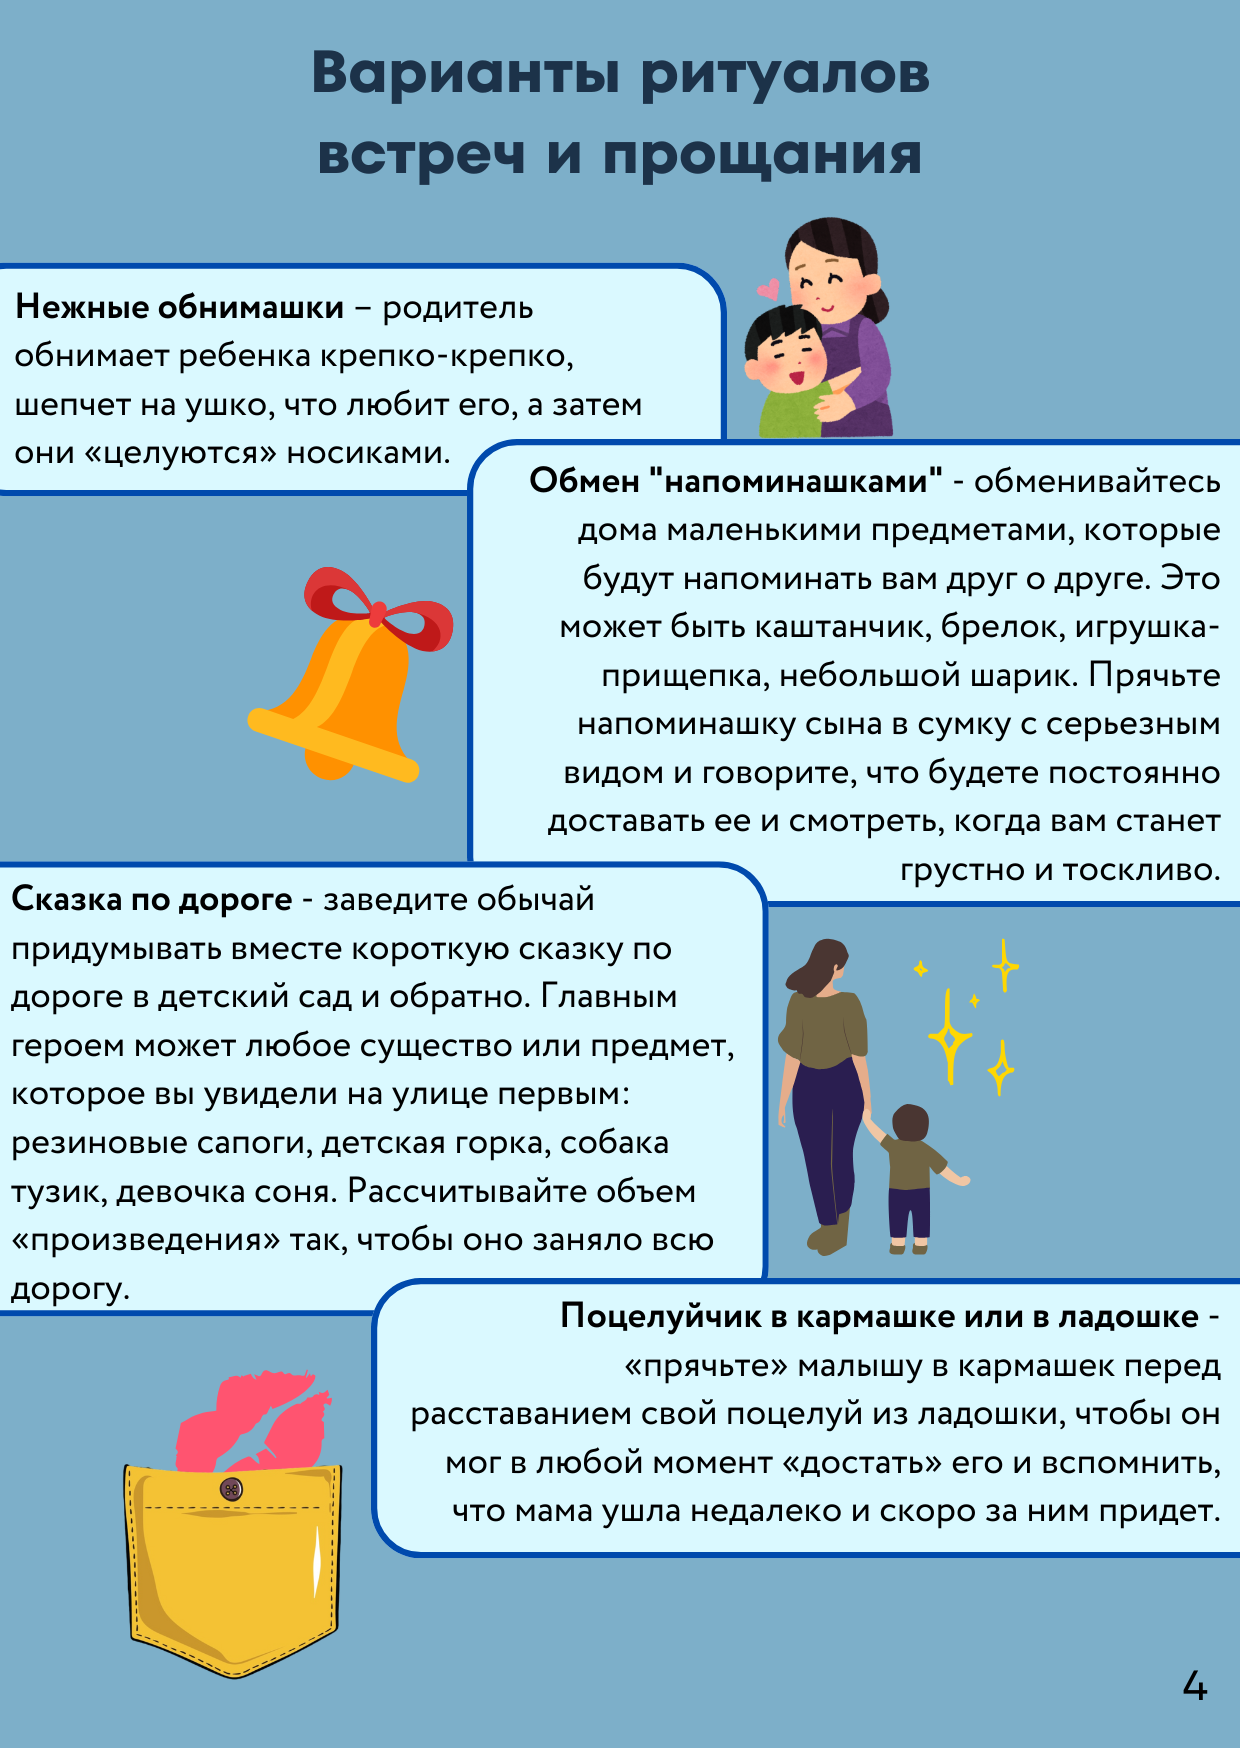 Варианты ритуалов
встреч и прощания
Нежные обнимашки – родитель
обнимает ребенка крепко-крепко,
шепчет на ушко, что любит его, а затем
они «целуются» носиками.
Обмен "напоминашками" - обменивайтесь
дома маленькими предметами, которые
будут напоминать вам друг о друге. Это
может быть каштанчик, брелок, игрушка-
прищепка, небольшой шарик. Прячьте
напоминашку сына в сумку с серьезным
видом и говорите, что будете постоянно
доставать ее и смотреть, когда вам станет
грустно и тоскливо.
Сказка по дороге - заведите обычай
придумывать вместе короткую сказку по
дороге в детский сад и обратно. Главным
героем может любое существо или предмет,
которое вы увидели на улице первым:
резиновые сапоги, детская горка, собака
тузик, девочка соня. Рассчитывайте объем
«произведения» так, чтобы оно заняло всю
дорогу.
Поцелуйчик в кармашке или в ладошке -
«прячьте» малышу в кармашек перед
расставанием свой поцелуй из ладошки, чтобы он
мог в любой момент «достать» его и вспомнить,
что мама ушла недалеко и скоро за ним придет.
4